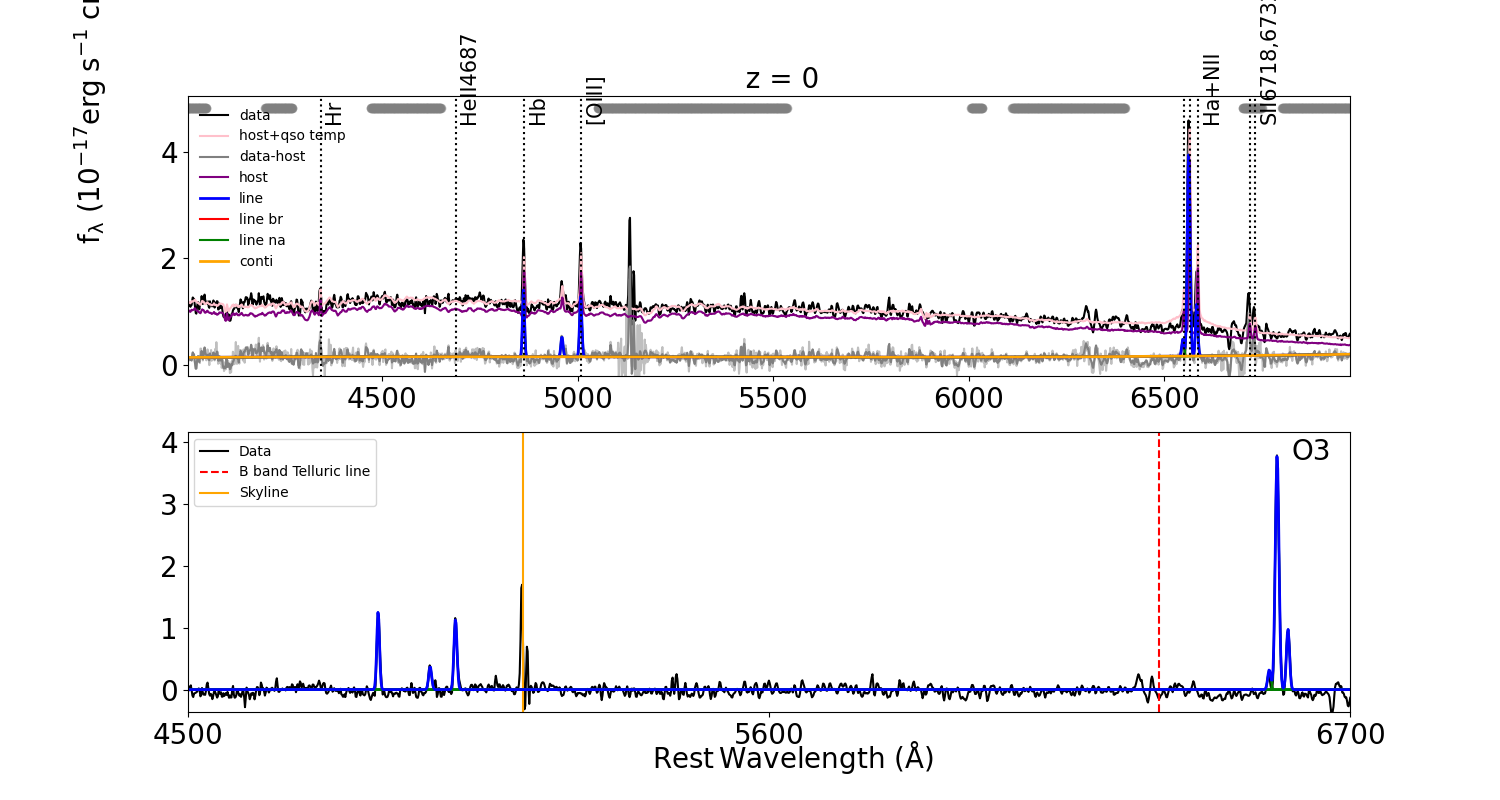 z = 0
f_λ (10^−17 erg s^−1 c
Hr
HeII4687
Hb
[OIII]
Ha+NII
SII6718,673
data
host+qso temp
data-host
host
line
line br
line na
conti
4
2
0
4500
5000
5500
6000
6500
Data
B band Telluric line
Skyline
O3
4
3
2
1
0
4500
5600
6700
Rest Wavelength (Å)